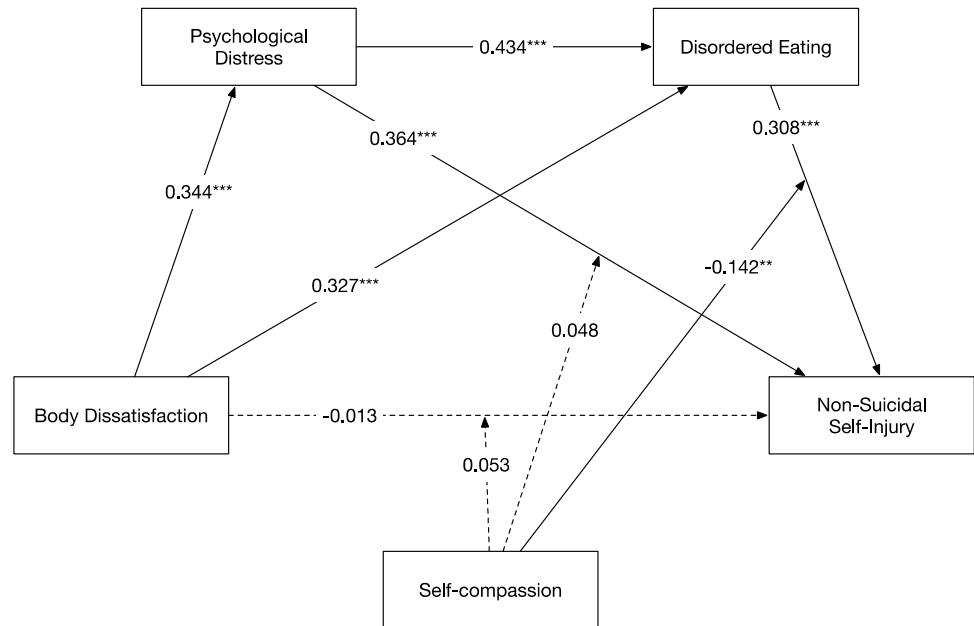 Psychological
Distress
0.434***
Disordered Eating
0.364***
0.308***
0.344***
0.327***
-0.142**
0.048
Body Dissatisfaction
-0.013
Non-Suicidal
Self-Injury
0.053
Self-compassion